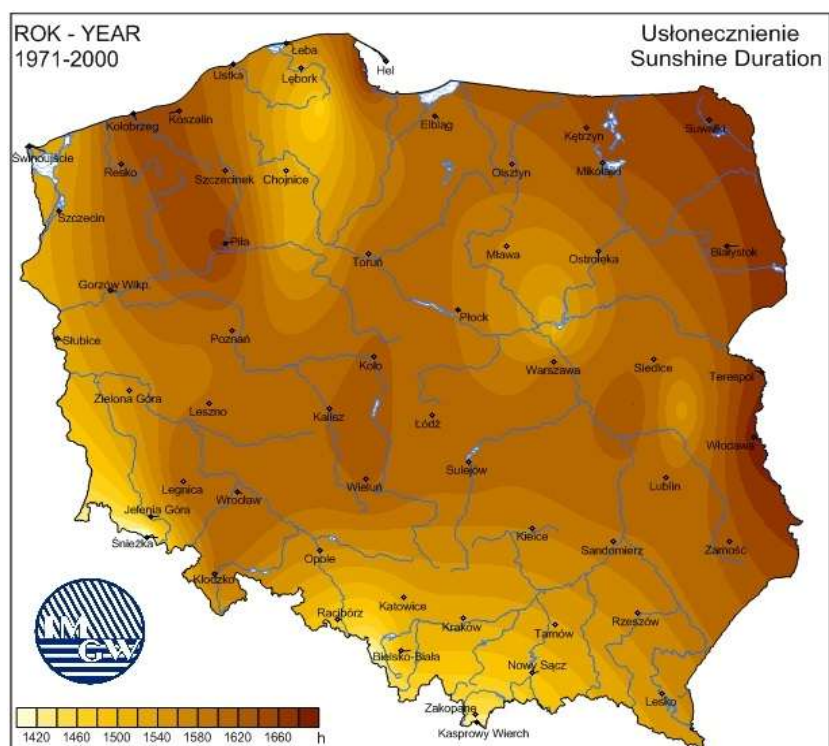 ROK - YEAR
1971-2000
Usłonecznienie
Sunshine Duration
Łeba
Hel
Ustka
Lębork
Koszalin
Kołobrzeg
Elbląg
Kętrzyn
Suwałki
Świnoujście
Resko
Szczecinek
Chojnice
Olsztyn
Mikołajki
Szczecin
Piła
Toruń
Mława
Ostrołęka
Białystok
Gorzów Wlkp.
Płock
Słubice
Poznań
Koło
Warszawa
Siedlce
Terespol
Zielona Góra
Leszno
Kalisz
Łódź
Włodawa
Sulejów
Legnica
Wrocław
Wieluń
Lublin
Jelenia Góra
Śnieżka
Kielce
Sandomierz
Zamość
Opole
Kłodzko
Racibórz
Katowice
Kraków
Tarnów
Rzeszów
Bielsko-Biała
Nowy Sącz
Lesko
Zakopane
Kasprowy Wierch
IM
GW
1420 1460 1500 1540 1580 1620 1660 h